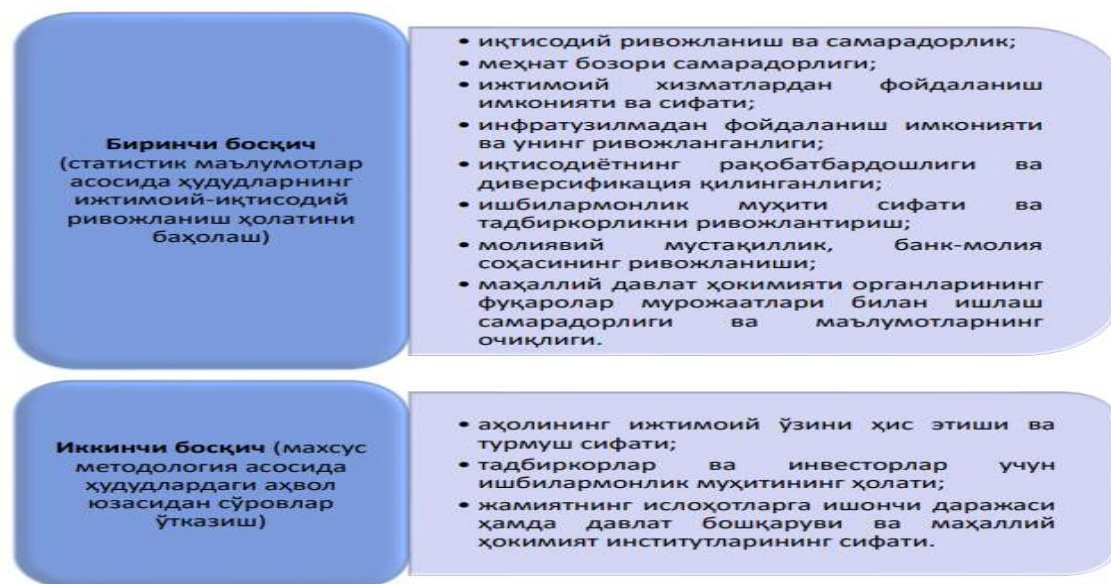 Биринчи босқич
(статистик маълумотлар
асосида ҳудудларнинг
ижтимоий-иқтисодий
ривожланиш ҳолатини
баҳолаш)
• иқтисодий ривожланиш ва самарадорлик;
• меҳнат бозори самарадорлиги;
• ижтимоий хизматлардан фойдаланиш
имконияти ва сифати;
• инфратузилмадан фойдаланиш имконияти
ва унинг ривожланганлиги;
• иқтисодиётнинг рақобатбардошлиги ва
диверсификация қилинганлиги;
• ишбилармонлик муҳити сифати ва
тадбиркорликни ривожлантириш;
• молиявий мустақиллик, банк-молия
соҳасининг ривожланиши;
• маҳаллий давлат ҳокимияти органларининг
фуқаролар мурожаатлари билан ишлаш
самарадорлиги ва маълумотларнинг
очиқлиги.
Иккинчи босқич (махсус
методология асосида
ҳудудлардаги аҳвол
юзасидан сўровлар
ўтказиш)
• аҳолининг ижтимоий ўзини ҳис этиши ва
турмуш сифати;
• тадбиркорлар ва инвесторлар учун
ишбилармонлик муҳитининг ҳолати;
• жамиятнинг ислоҳотларга ишончи даражаси
ҳамда давлат бошқаруви ва маҳаллий
ҳокимият институтларининг сифати.